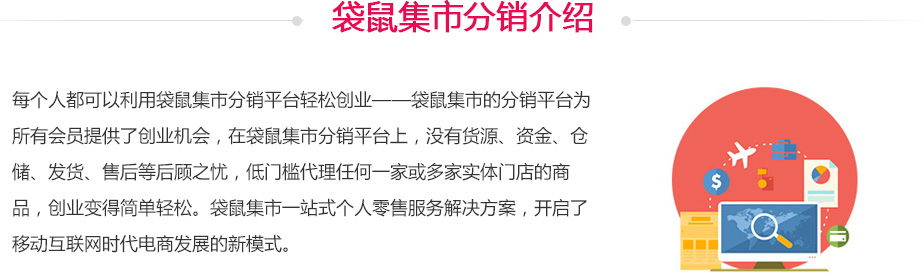 袋鼠集市分销介绍
每个人都可以利用袋鼠集市分销平台轻松创业——袋鼠集市的分销平台为
所有会员提供了创业机会，在袋鼠集市分销平台上，没有货源、资金、仓
储、发货、售后等后顾之忧，低门槛代理任何一家或多家实体门店的商
品，创业变得简单轻松。袋鼠集市一站式个人零售服务解决方案，开启了
移动互联网时代电商发展的新模式。
$